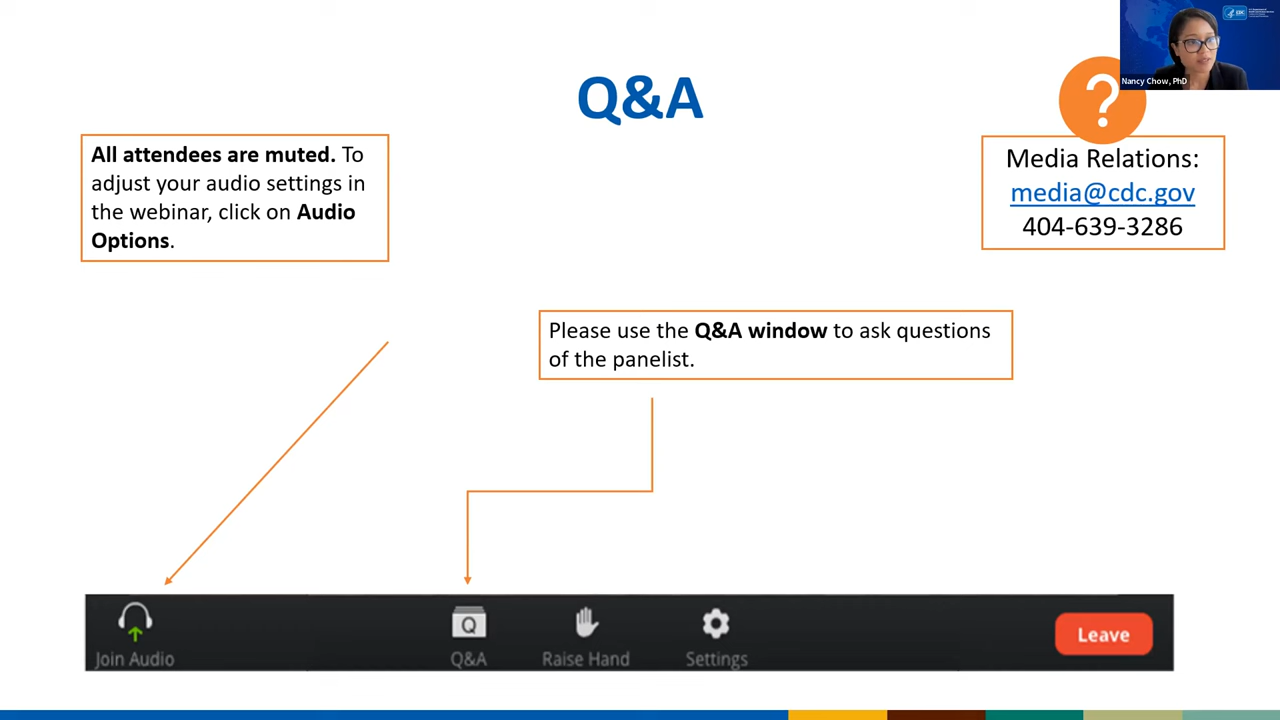 Q&A
Nancy Chow, PhD
CDC
?
All attendees are muted. To
adjust your audio settings in
the webinar, click on Audio
Options.
Media Relations:
media@cdc.gov
404-639-3286
Please use the Q&A window to ask questions
of the panelist.
Join Audio
Q
Q&A
Raise Hand
Settings
Leave